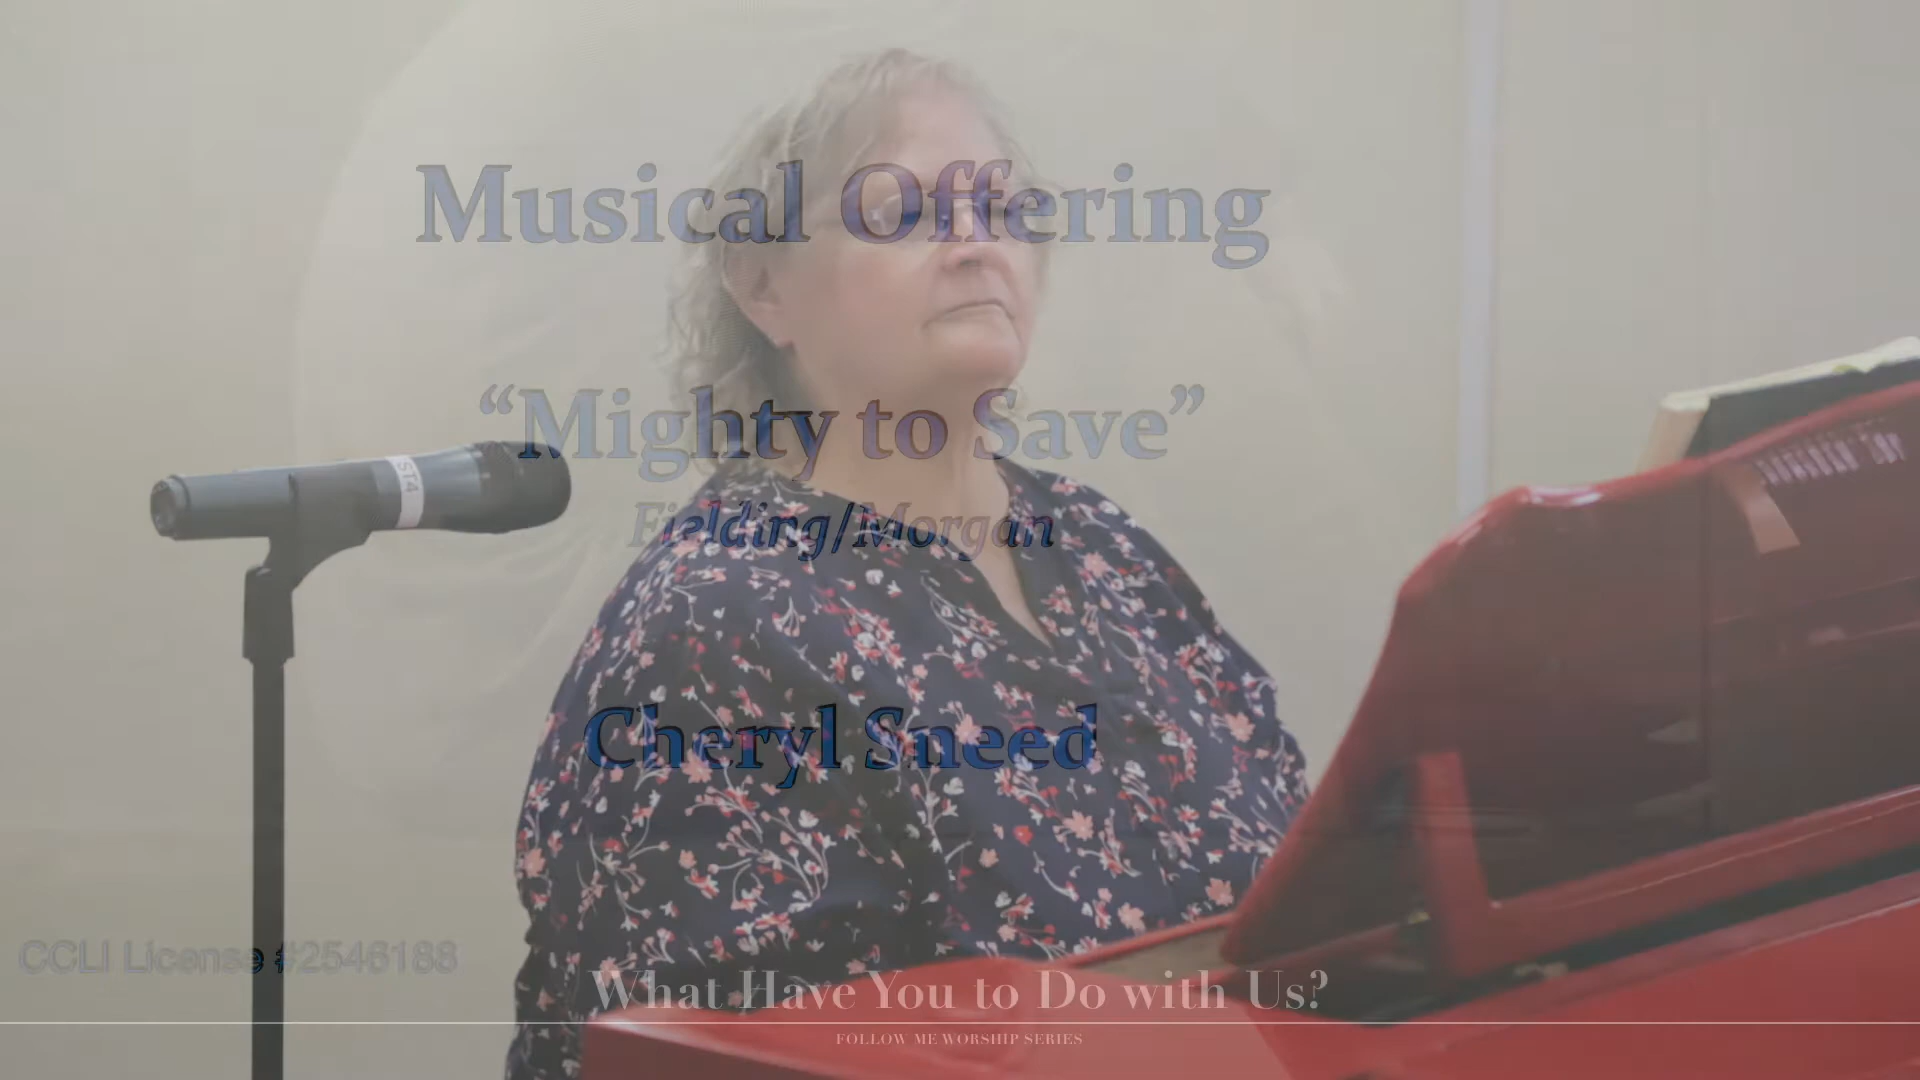 Musical Offering
“Mighty to Save”
Fielding/Morgan
ST4
Cheryl Sneed
CCLI License #2546188
What Have You to Do with Us?
FOLLOW ME WORSHIP SERIES